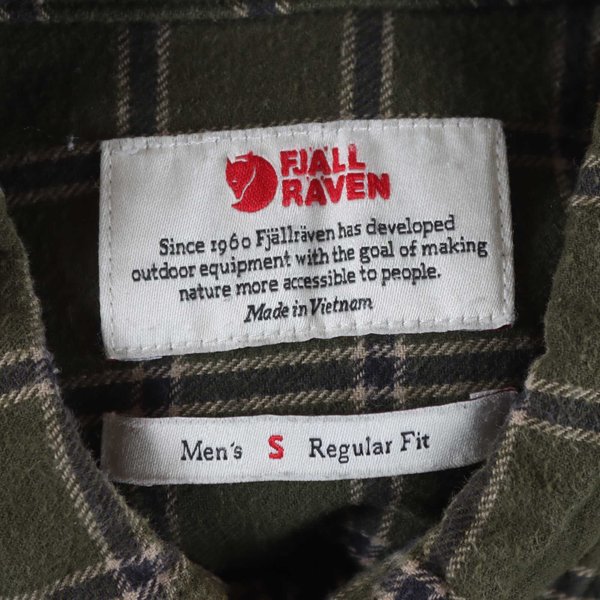 FJÄLL
RÄVEN
Since 1960 Fjällräven has developed
outdoor equipment with the goal of making
nature more accessible to people.
Made in Vietnam
Men's S Regular Fit